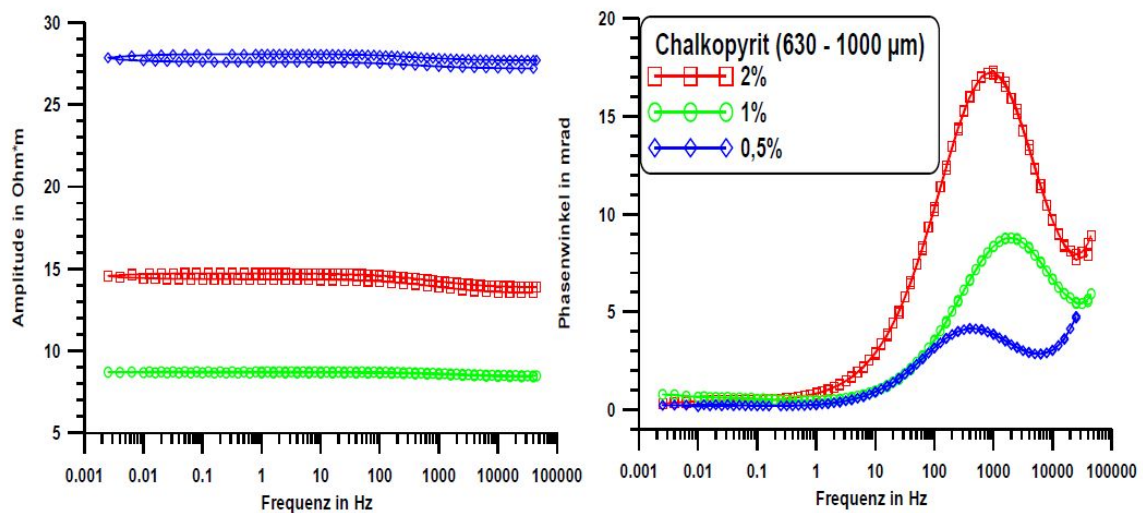 Amplitude in Ohm*m
30
25
20
15
10
5
0.001 0.01 0.1 1 10 100 1000 10000 100000
Frequenz in Hz
Phasenwinkel in mrad
20
15
10
5
0
0.001 0.01 0.1 1 10 100 1000 10000 100000
Frequenz in Hz
Chalkopyrit (630 - 1000 µm)
2%
1%
0,5%